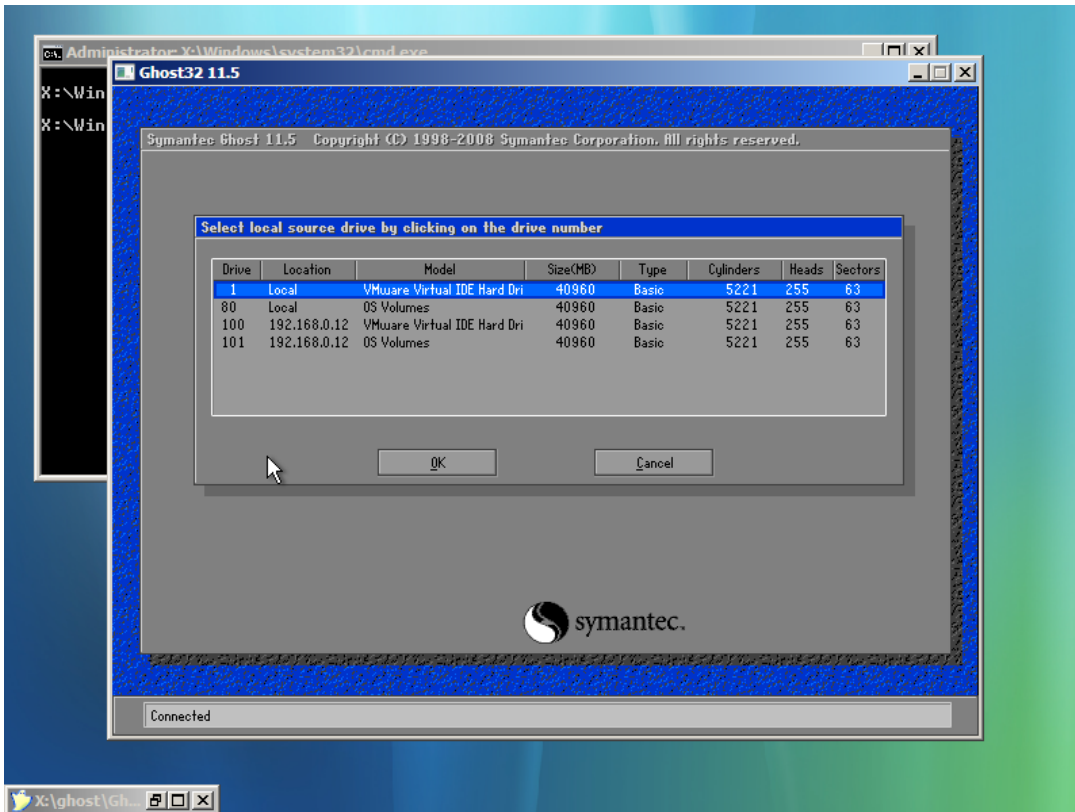 Administrator: X:\Windows\system32\cmd.exe
Ghost32 11.5
X:\Win
X:\Win
Symantec Ghost 11.5 Copyright (C) 1998-2008 Symantec Corporation. All rights reserved.
Select local source drive by clicking on the drive number
Drive Location Model Size(MB) Type Cylinders Heads Sectors
1 Local VMware Virtual IDE Hard Dri 40960 Basic 5221 255 63
80 Local OS Volumes 40960 Basic 5221 255 63
100 192.168.0.12 VMware Virtual IDE Hard Dri 40960 Basic 5221 255 63
101 192.168.0.12 OS Volumes 40960 Basic 5221 255 63
OK Cancel
symantec.
Connected
X:\ghost\Gh...